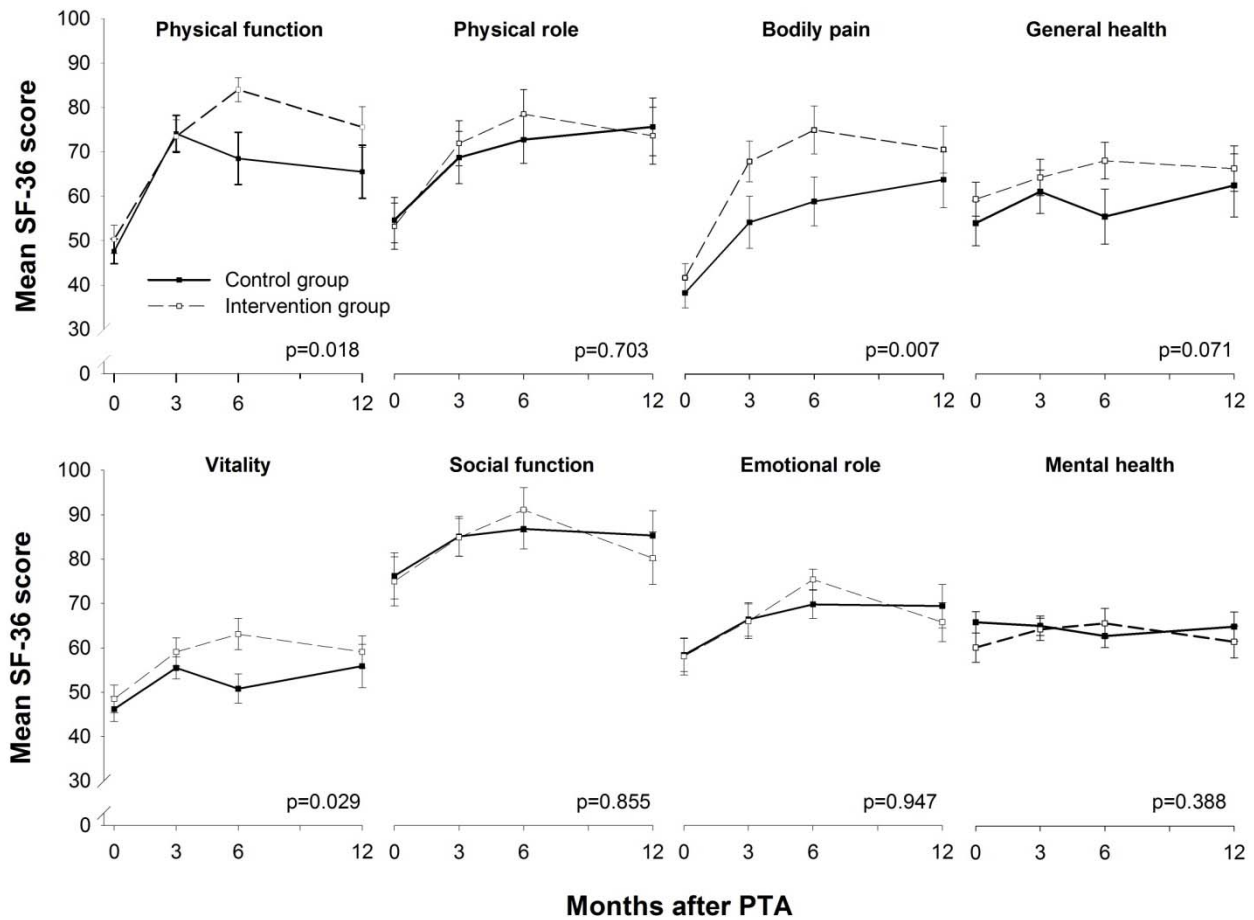 Physical function Physical role Bodily pain General health
100
90
80
70
60
50
40
30
0
Mean SF-36 score
Control group
Intervention group
p=0.018 p=0.703 p=0.007 p=0.071
0 3 6 12 0 3 6 12 0 3 6 12 0 3 6 12
Vitality Social function Emotional role Mental health
100
90
80
70
60
50
40
30
0
Mean SF-36 score
p=0.029 p=0.855 p=0.947 p=0.388
0 3 6 12 0 3 6 12 0 3 6 12 0 3 6 12
Months after PTA